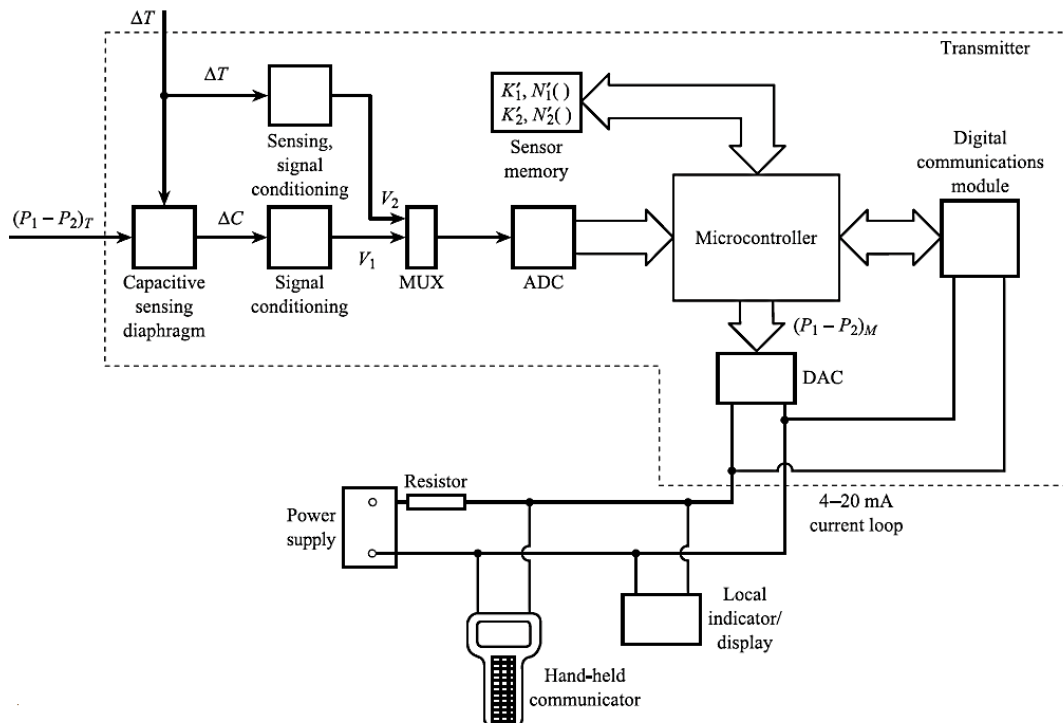 ΔT
Transmitter
ΔT
K′₁, N′₁( )
K′₂, N′₂( )
Sensing,
signal
conditioning
Sensor
memory
Digital
communications
module
(P₁ – P₂)_T
ΔC
V₂
V₁
Microcontroller
Capacitive
sensing
diaphragm
Signal
conditioning
MUX
ADC
(P₁ – P₂)_M
DAC
Resistor
4–20 mA
current loop
Power
supply
Local
indicator/
display
Hand-held
communicator